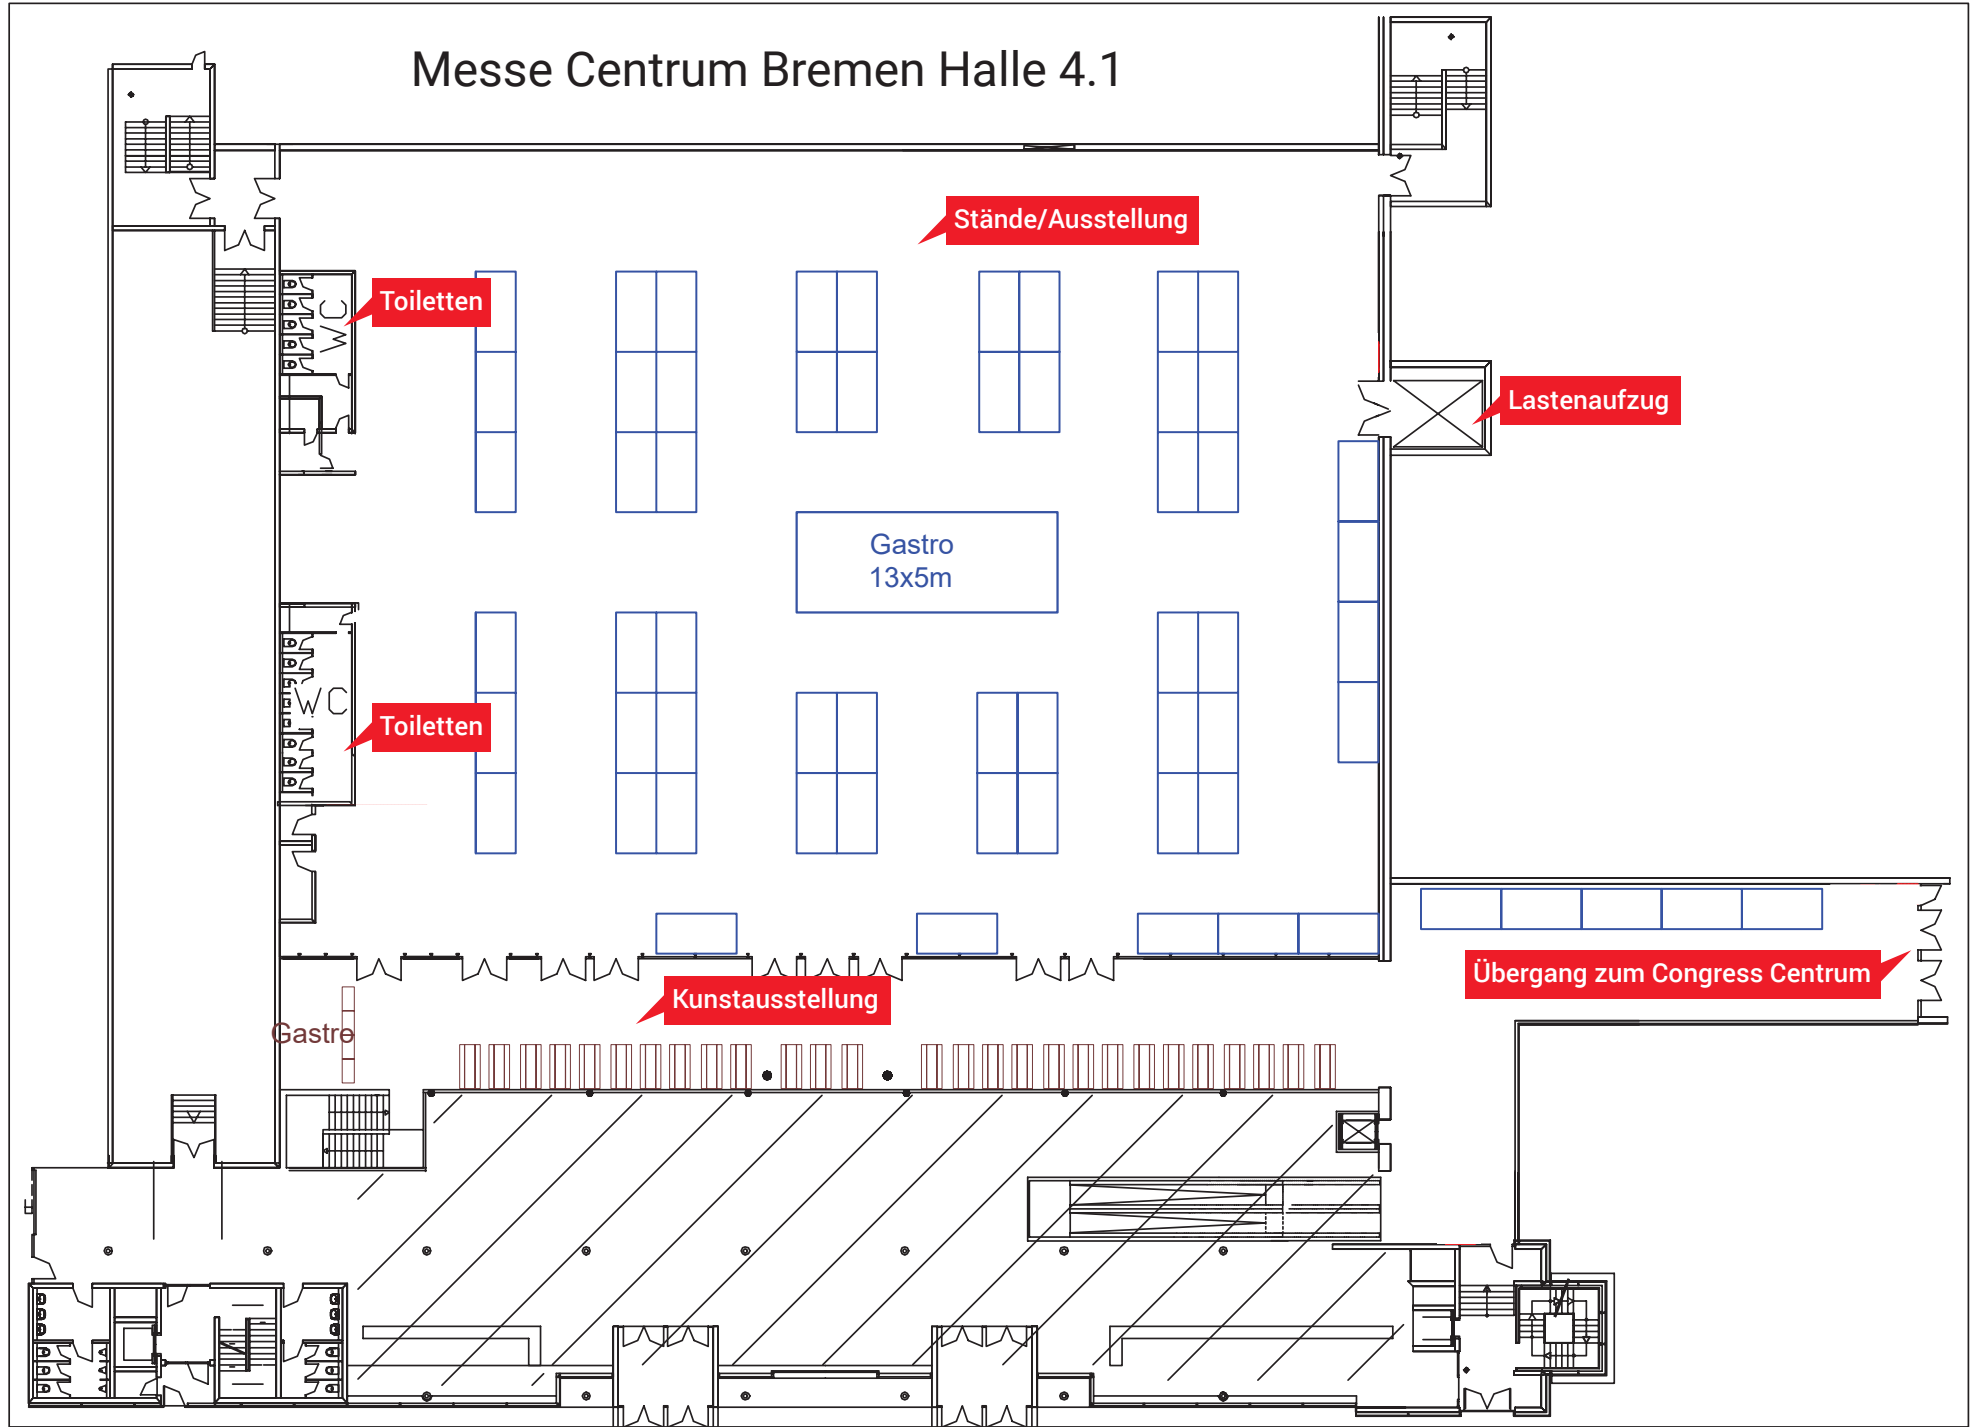 Messe Centrum Bremen Halle 4.1
Stände/Ausstellung
Toiletten
WC
Lastenaufzug
Gastro
13x5m
WC
Toiletten
Übergang zum Congress Centrum
Kunstausstellung
Gastro